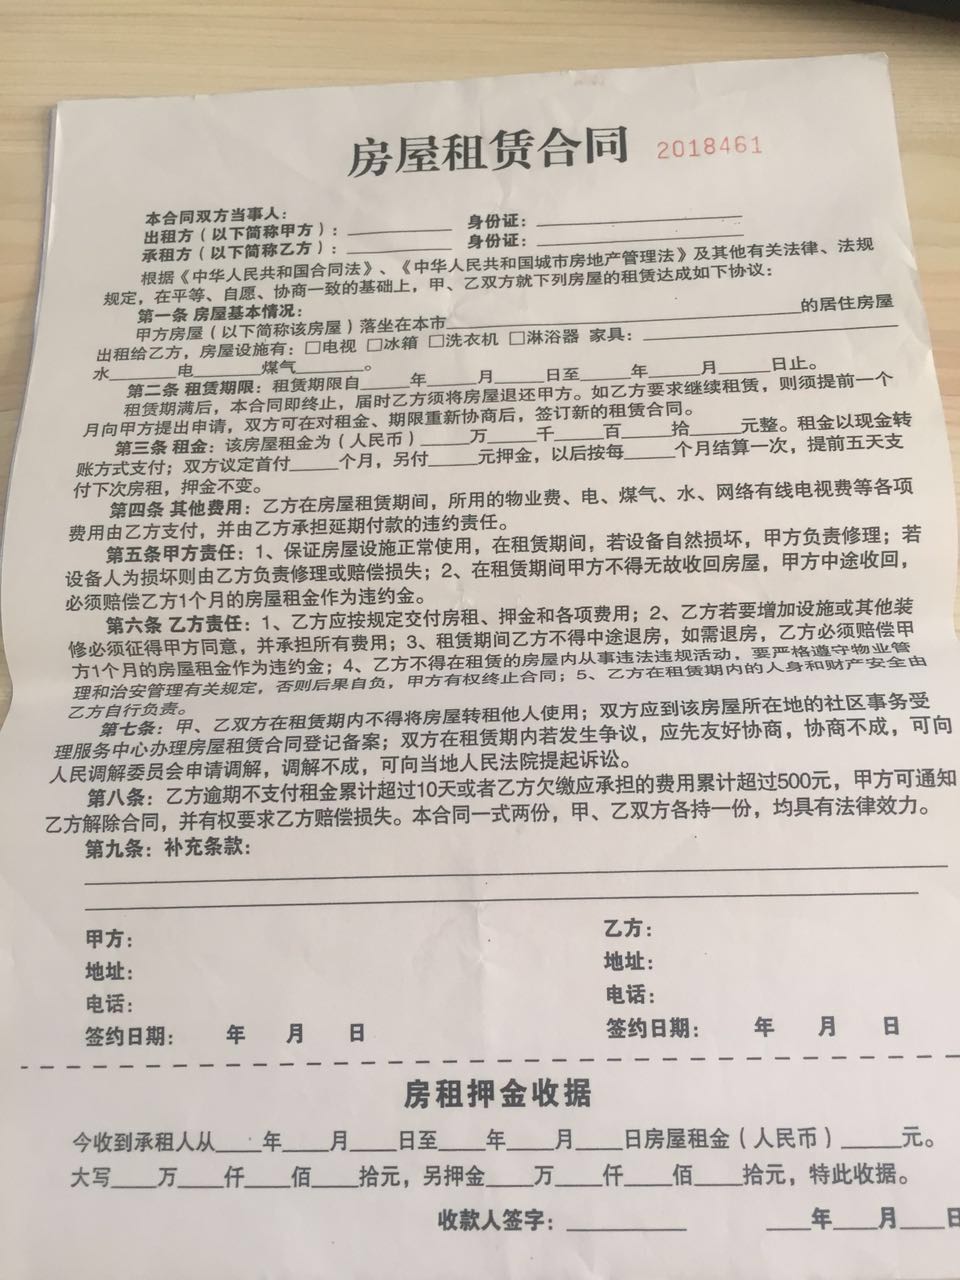 房屋租赁合同 2018461
本合同双方当事人：
出租方（以下简称甲方）：________ 身份证：________________
承租方（以下简称乙方）：________ 身份证：________________
根据《中华人民共和国合同法》、《中华人民共和国城市房地产管理法》及其他有关法律、法规
规定，在平等、自愿、协商一致的基础上，甲、乙双方就下列房屋的租赁达成如下协议：
第一条 房屋基本情况：
甲方房屋（以下简称该房屋）落坐在本市________________的居住房屋
出租给乙方，房屋设施有：□电视 □冰箱 □洗衣机 □淋浴器 家具：________________
水______电______煤气______。
第二条 租赁期限：租赁期限自____年____月____日至____年____月____日止。
租赁期满后，本合同即终止，届时乙方须将房屋退还甲方。如乙方要求继续租赁，则须提前一个
月向甲方提出申请，双方可在对租金、期限重新协商后，签订新的租赁合同。
第三条 租金：该房屋租金为（人民币）____万____千____百____拾____元整。租金以现金转
账方式支付；双方议定首付____个月，另付____元押金，以后按每____个月结算一次，提前五天支
付下次房租，押金不变。
第四条 其他费用：乙方在房屋租赁期间，所用的物业费、电、煤气、水、网络有线电视费等各项
费用由乙方支付，并由乙方承担延期付款的违约责任。
第五条甲方责任：1、保证房屋设施正常使用，在租赁期间，若设备自然损坏，甲方负责修理；若
设备人为损坏则由乙方负责修理或赔偿损失；2、在租赁期间甲方不得无故收回房屋，甲方中途收回，
必须赔偿乙方1个月的房屋租金作为违约金。
第六条 乙方责任：1、乙方应按规定交付房租、押金和各项费用；2、乙方若要增加设施或其他装
修必须征得甲方同意，并承担所有费用；3、租赁期间乙方不得中途退房，如需退房，乙方必须赔偿甲
方1个月的房屋租金作为违约金；4、乙方不得在租赁的房屋内从事违法违规活动，要严格遵守物业管
理和治安管理有关规定，否则后果自负，甲方有权终止合同；5、乙方在租赁期内的人身和财产安全由
乙方自行负责。
第七条：甲、乙双方在租赁期内不得将房屋转租他人使用；双方应到该房屋所在地的社区事务受
理服务中心办理房屋租赁合同登记备案；双方在租赁期内若发生争议，应先友好协商，协商不成，可向
人民调解委员会申请调解，调解不成，可向当地人民法院提起诉讼。
第八条：乙方逾期不支付租金累计超过10天或者乙方欠缴应承担的费用累计超过500元，甲方可通知
乙方解除合同，并有权要求乙方赔偿损失。本合同一式两份，甲、乙双方各持一份，均具有法律效力。
第九条：补充条款：
甲方： 乙方：
地址： 地址：
电话： 电话：
签约日期： 年 月 日 签约日期： 年 月 日
房租押金收据
今收到承租人从____年____月____日至____年____月____日房屋租金（人民币）_____元。
大写____万____仟____佰____拾元，另押金____万____仟____佰____拾元，特此收据。
收款人签字：__________ ____年____月____日